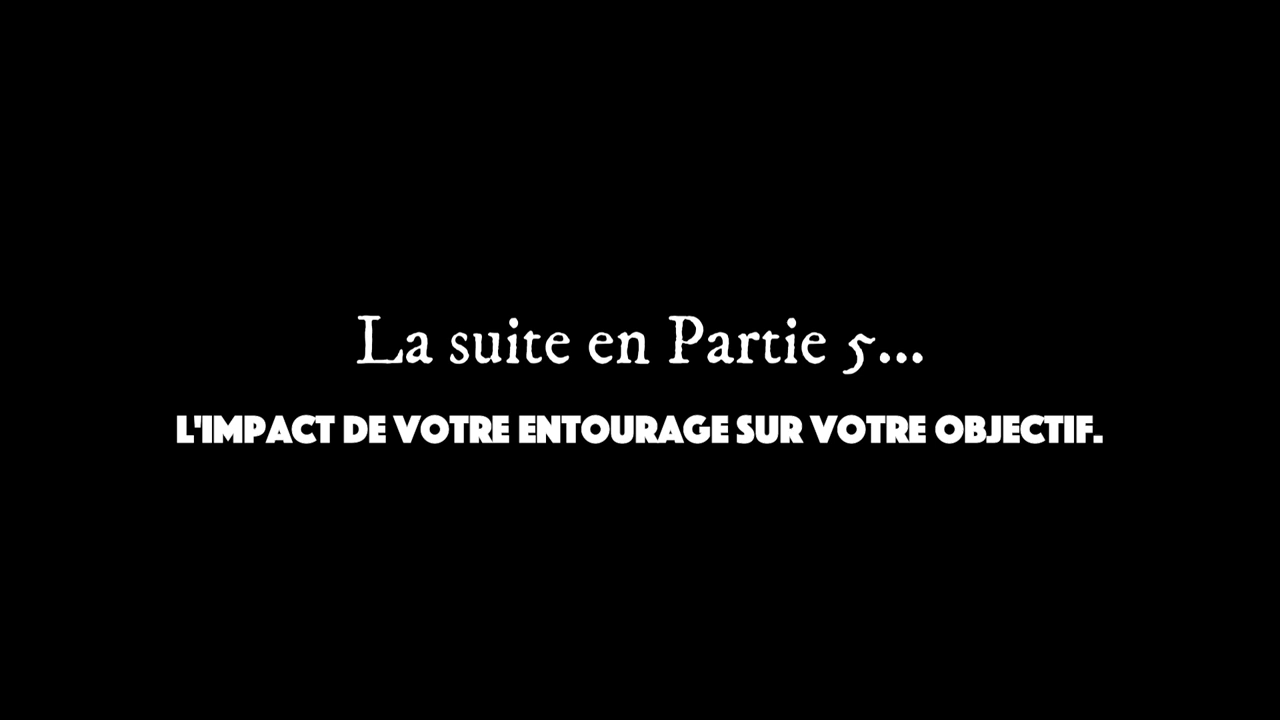 La suite en Partie 5...
L'IMPACT DE VOTRE ENTOURAGE SUR VOTRE OBJECTIF.